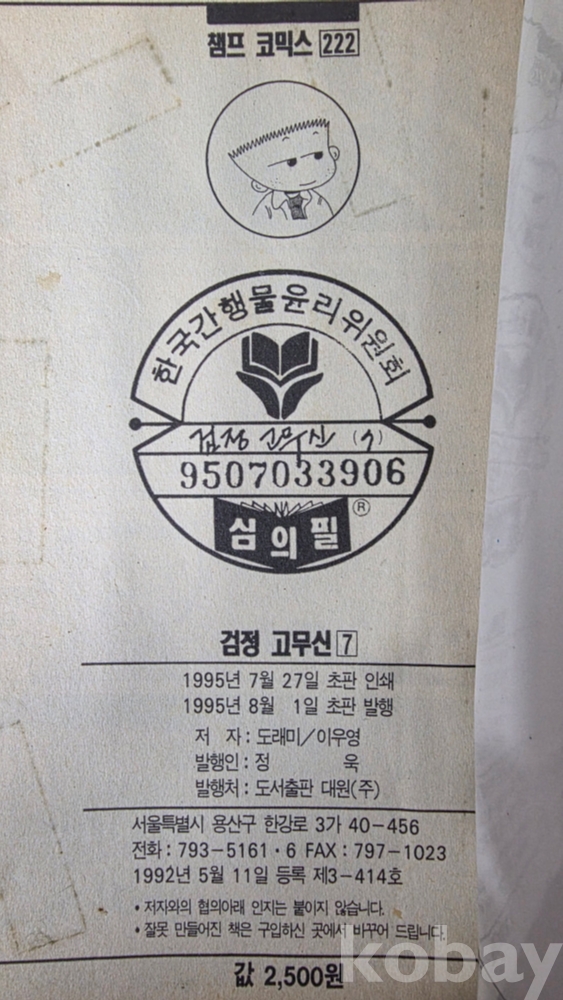 챔프 코믹스 222
한국간행물윤리위원회
검정 고무신 (7)
9507033906
심의필 ®
검정 고무신 7
1995년 7월 27일 초판 인쇄
1995년 8월 1일 초판 발행
저 자 : 도래미/이우영
발행인 : 정 욱
발행처 : 도서출판 대원(주)
서울특별시 용산구 한강로 3가 40-456
전화 : 793-5161·6 FAX : 797-1023
1992년 5월 11일 등록 제3-414호
• 저자와의 협의아래 인지는 붙이지 않습니다.
• 잘못 만들어진 책은 구입하신 곳에서 바꾸어 드립니다.
값 2,500원
kobay